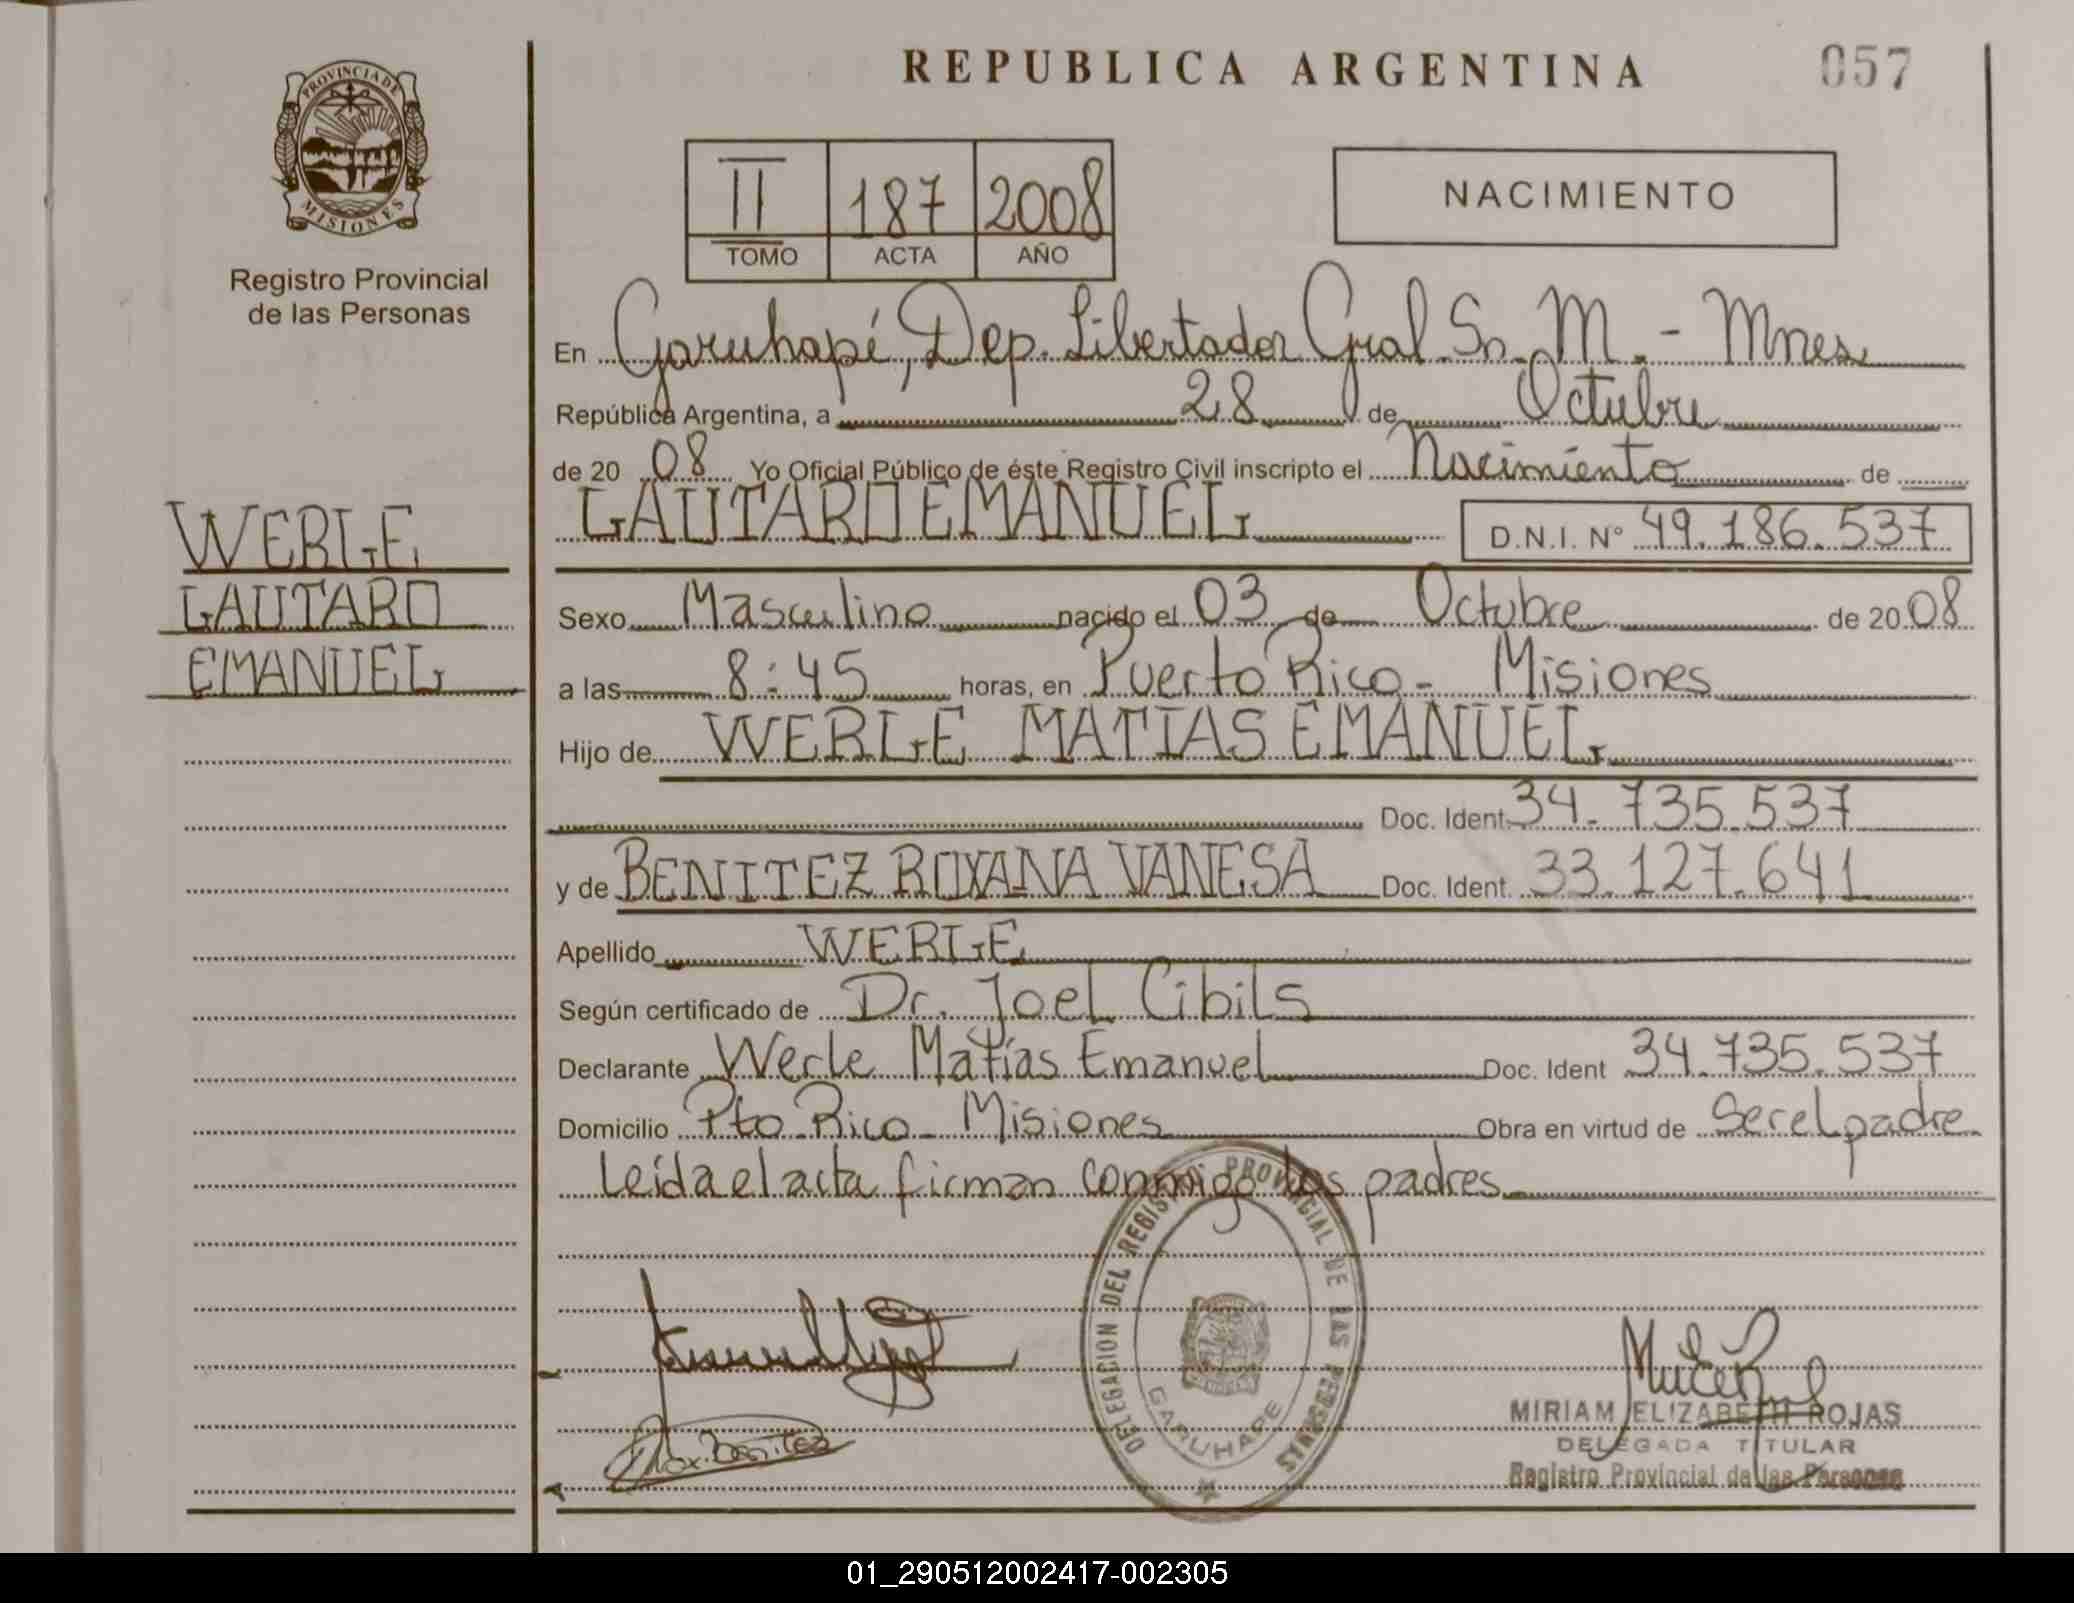 REPUBLICA ARGENTINA
057
PROVINCIA DE
MISIONES
Registro Provincial
de las Personas
II 187 2008
TOMO ACTA AÑO
NACIMIENTO
En Garuhapé, Dep. Libertador Gral. Sn. M. - Mnes
República Argentina, a 28 de Octubre
de 20 08 Yo Oficial Público de éste Registro Civil inscripto el Nacimiento de
LAUTARO EMANUEL D.N.I. Nº 49.186.537
WERLE
LAUTARO
EMANUEL
Sexo Masculino nacido el 03 de Octubre de 20 08
a las 8:45 horas, en Puerto Rico - Misiones
Hijo de WERLE MATIAS EMANUEL
Doc. Ident. 34.735.537
y de BENITEZ ROXANA VANESA Doc. Ident. 33.127.641
Apellido WERLE
Según certificado de Dr. Joel Cibils
Declarante Werle Matías Emanuel Doc. Ident 34.735.537
Domicilio Pto Rico - Misiones Obra en virtud de Ser el padre
Leída el acta firman conmigo los padres
DELEGACION DEL REGISTRO PROVINCIAL DE LAS PERSONAS
GARUHAPE
Rox. Benitez
MIRIAM ELIZABETH ROJAS
DELEGADA TITULAR
Registro Provincial de las Personas
01_290512002417-002305